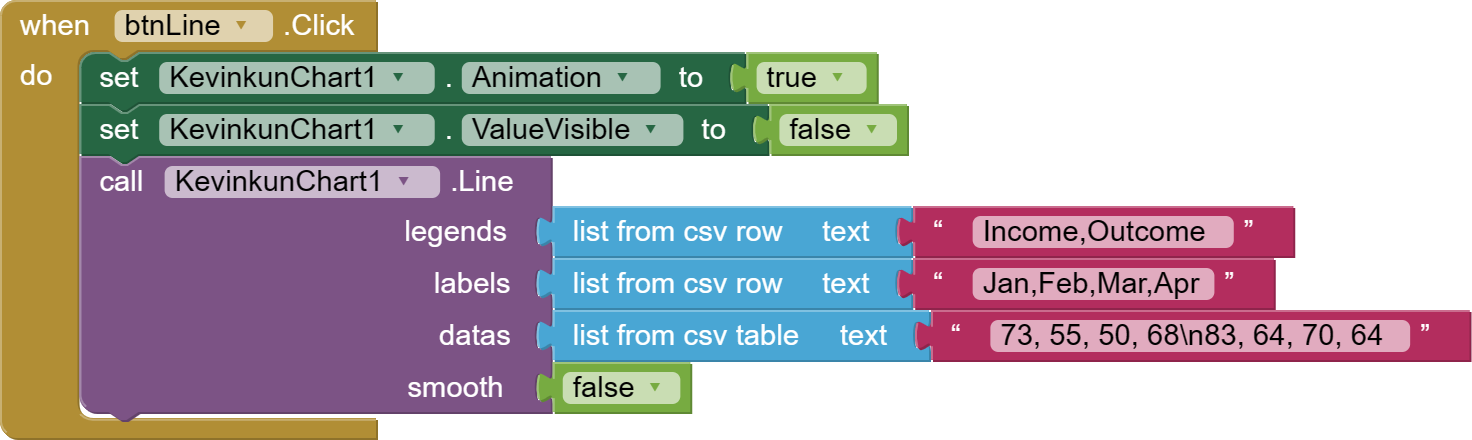 when btnLine .Click
do set KevinkunChart1 . Animation to true
set KevinkunChart1 . ValueVisible to false
call KevinkunChart1 .Line
legends list from csv row text “ Income,Outcome ”
labels list from csv row text “ Jan,Feb,Mar,Apr ”
datas list from csv table text “ 73, 55, 50, 68\n83, 64, 70, 64 ”
smooth false